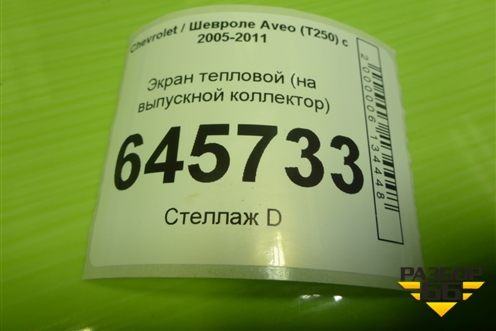 Chevrolet / Шевроле Aveo (T250) с
2005-2011
Экран тепловой (на
выпускной коллектор)
645733
Стеллаж D
2000006134448
РАЗБОР
66